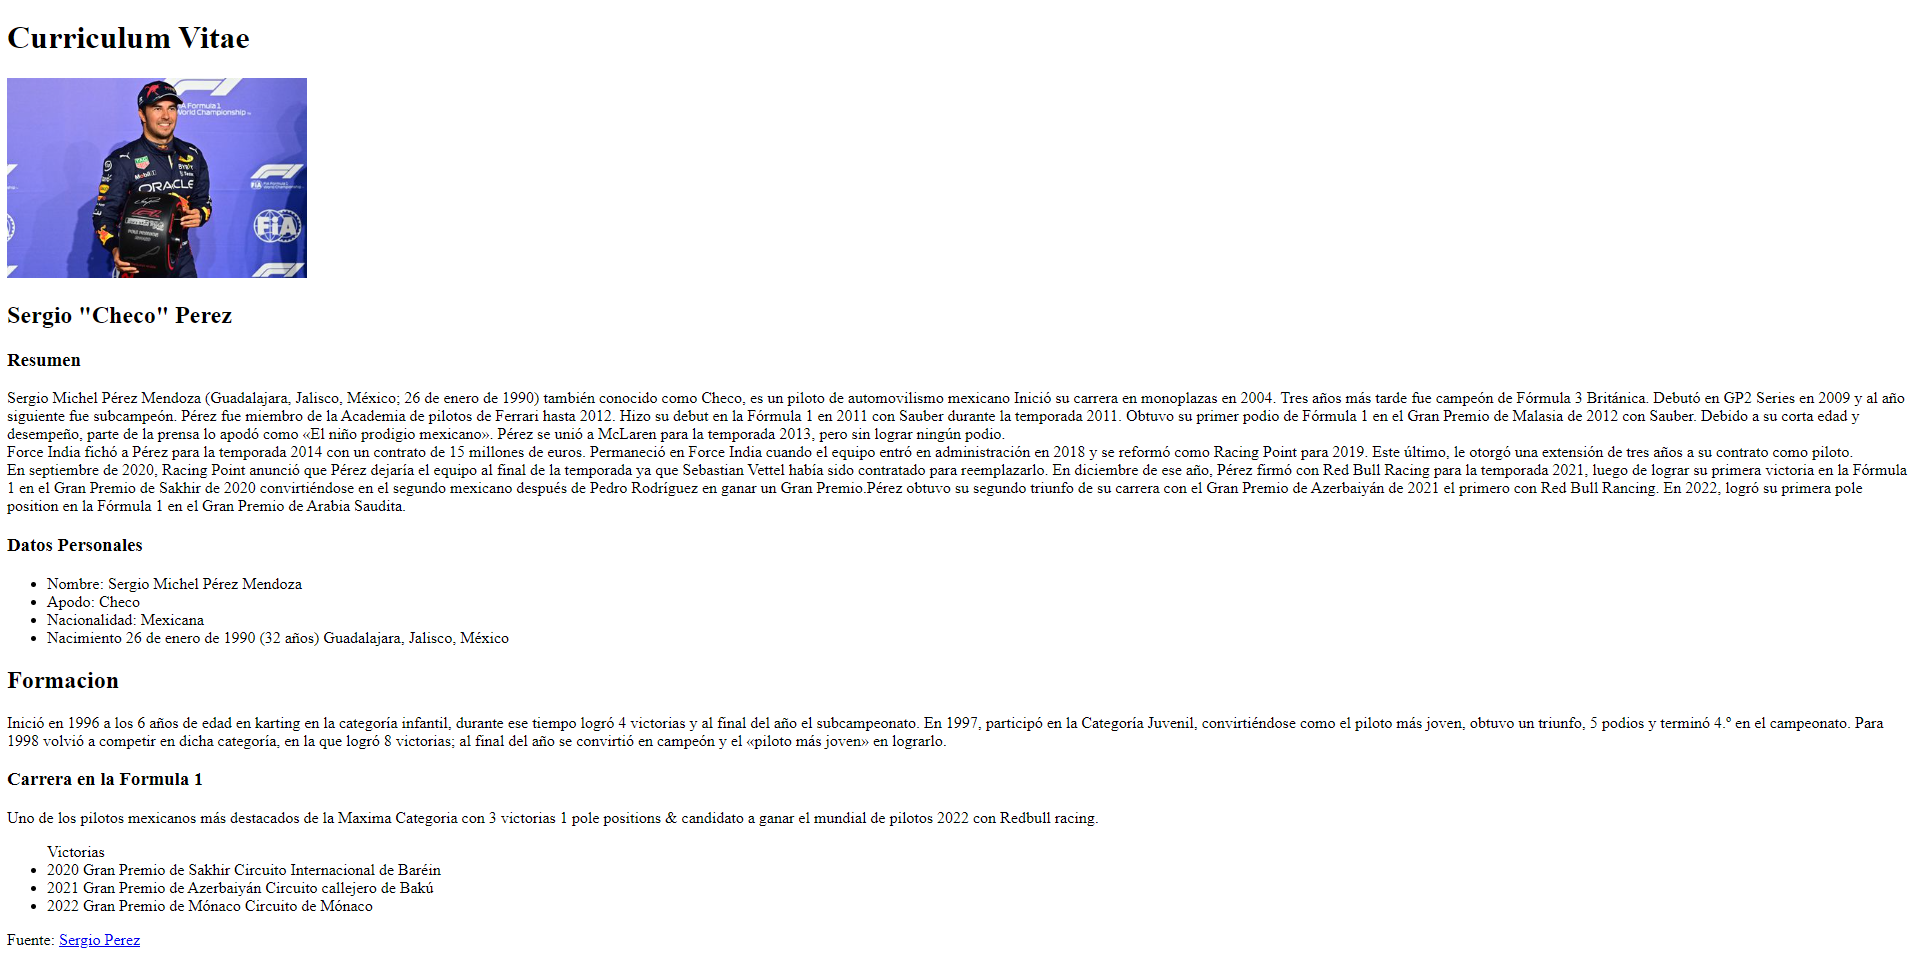 Curriculum Vitae
A Formula 1
World Championship
BYBIT
Mobil 1
ORACLE
FIA
Sergio "Checo" Perez
Resumen
Sergio Michel Pérez Mendoza (Guadalajara, Jalisco, México; 26 de enero de 1990) también conocido como Checo, es un piloto de automovilismo mexicano Inició su carrera en monoplazas en 2004. Tres años más tarde fue campeón de Fórmula 3 Británica. Debutó en GP2 Series en 2009 y al año
siguiente fue subcampeón. Pérez fue miembro de la Academia de pilotos de Ferrari hasta 2012. Hizo su debut en la Fórmula 1 en 2011 con Sauber durante la temporada 2011. Obtuvo su primer podio de Fórmula 1 en el Gran Premio de Malasia de 2012 con Sauber. Debido a su corta edad y
desempeño, parte de la prensa lo apodó como «El niño prodigio mexicano». Pérez se unió a McLaren para la temporada 2013, pero sin lograr ningún podio.
Force India fichó a Pérez para la temporada 2014 con un contrato de 15 millones de euros. Permaneció en Force India cuando el equipo entró en administración en 2018 y se reformó como Racing Point para 2019. Este último, le otorgó una extensión de tres años a su contrato como piloto.
En septiembre de 2020, Racing Point anunció que Pérez dejaría el equipo al final de la temporada ya que Sebastian Vettel había sido contratado para reemplazarlo. En diciembre de ese año, Pérez firmó con Red Bull Racing para la temporada 2021, luego de lograr su primera victoria en la Fórmula
1 en el Gran Premio de Sakhir de 2020 convirtiéndose en el segundo mexicano después de Pedro Rodríguez en ganar un Gran Premio.Pérez obtuvo su segundo triunfo de su carrera con el Gran Premio de Azerbaiyán de 2021 el primero con Red Bull Rancing. En 2022, logró su primera pole
position en la Fórmula 1 en el Gran Premio de Arabia Saudita.
Datos Personales
Nombre: Sergio Michel Pérez Mendoza
Apodo: Checo
Nacionalidad: Mexicana
Nacimiento 26 de enero de 1990 (32 años) Guadalajara, Jalisco, México
Formacion
Inició en 1996 a los 6 años de edad en karting en la categoría infantil, durante ese tiempo logró 4 victorias y al final del año el subcampeonato. En 1997, participó en la Categoría Juvenil, convirtiéndose como el piloto más joven, obtuvo un triunfo, 5 podios y terminó 4.º en el campeonato. Para
1998 volvió a competir en dicha categoría, en la que logró 8 victorias; al final del año se convirtió en campeón y el «piloto más joven» en lograrlo.
Carrera en la Formula 1
Uno de los pilotos mexicanos más destacados de la Maxima Categoria con 3 victorias 1 pole positions & candidato a ganar el mundial de pilotos 2022 con Redbull racing.
Victorias
2020 Gran Premio de Sakhir Circuito Internacional de Baréin
2021 Gran Premio de Azerbaiyán Circuito callejero de Bakú
2022 Gran Premio de Mónaco Circuito de Mónaco
Fuente: Sergio Perez